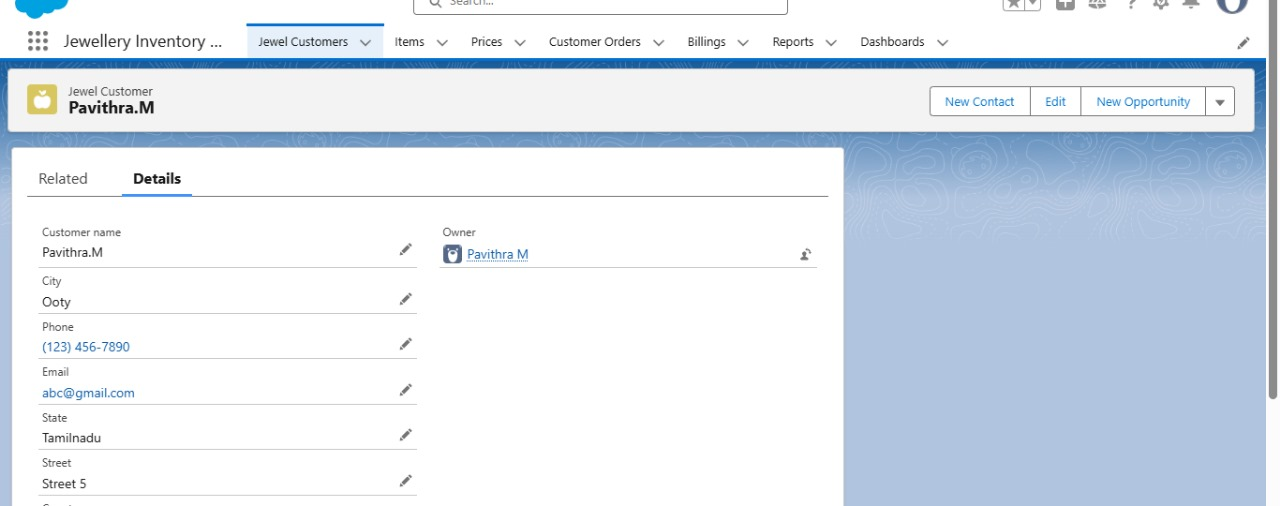 Search...
Jewellery Inventory ... Jewel Customers Items Prices Customer Orders Billings Reports Dashboards
Jewel Customer
Pavithra.M
New Contact Edit New Opportunity
Related Details
Customer name
Pavithra.M
Owner
Pavithra M
City
Ooty
Phone
(123) 456-7890
Email
abc@gmail.com
State
Tamilnadu
Street
Street 5